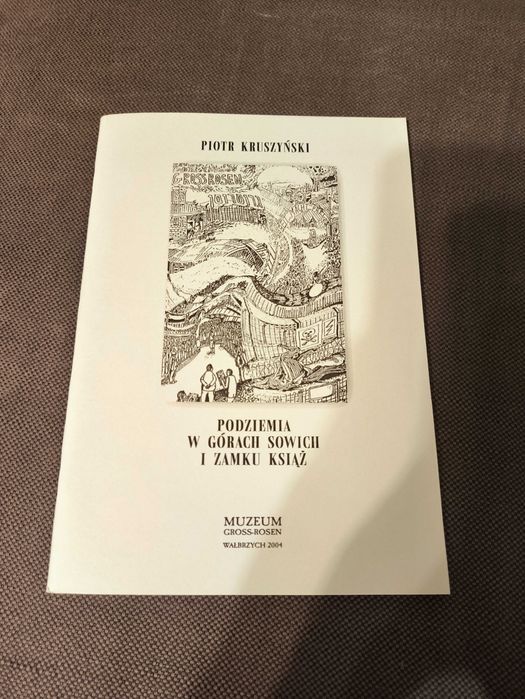 PIOTR KRUSZYŃSKI
GROSS ROSEN
PODZIEMIA
W GÓRACH SOWICH
I ZAMKU KSIĄŻ
MUZEUM
GROSS-ROSEN
WAŁBRZYCH 2004